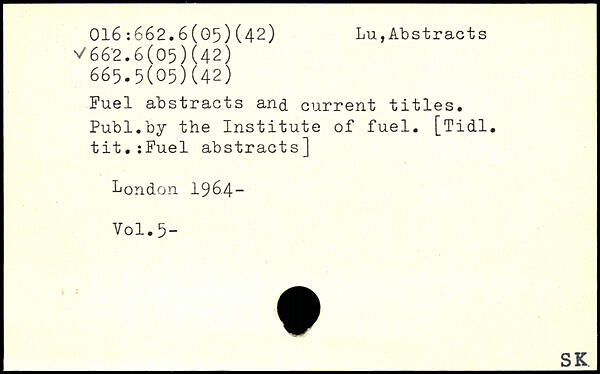 016:662.6(05)(42) Lu,Abstracts
✓662.6(05)(42)
665.5(05)(42)
Fuel abstracts and current titles.
Publ.by the Institute of fuel. [Tidl.
tit.:Fuel abstracts]
London 1964-
Vol.5-
SK